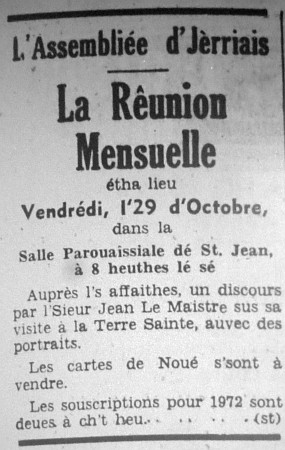 L'Assembliée d'Jèrriais
La Rêunion
Mensuelle
étha lieu
Vendrédi, l'29 d'Octobre,
dans la
Salle Parouaissiale dé St. Jean,
à 8 heuthes lé sé
Auprès l's affaithes, un discours
par l'Sieur Jean Le Maistre sus sa
visite à la Terre Sainte, auvec des
portraits.
Les cartes de Noué s'sont à
vendre.
Les souscriptions pour 1972 sont
deues à ch't heu.. .. .. .. .(st)